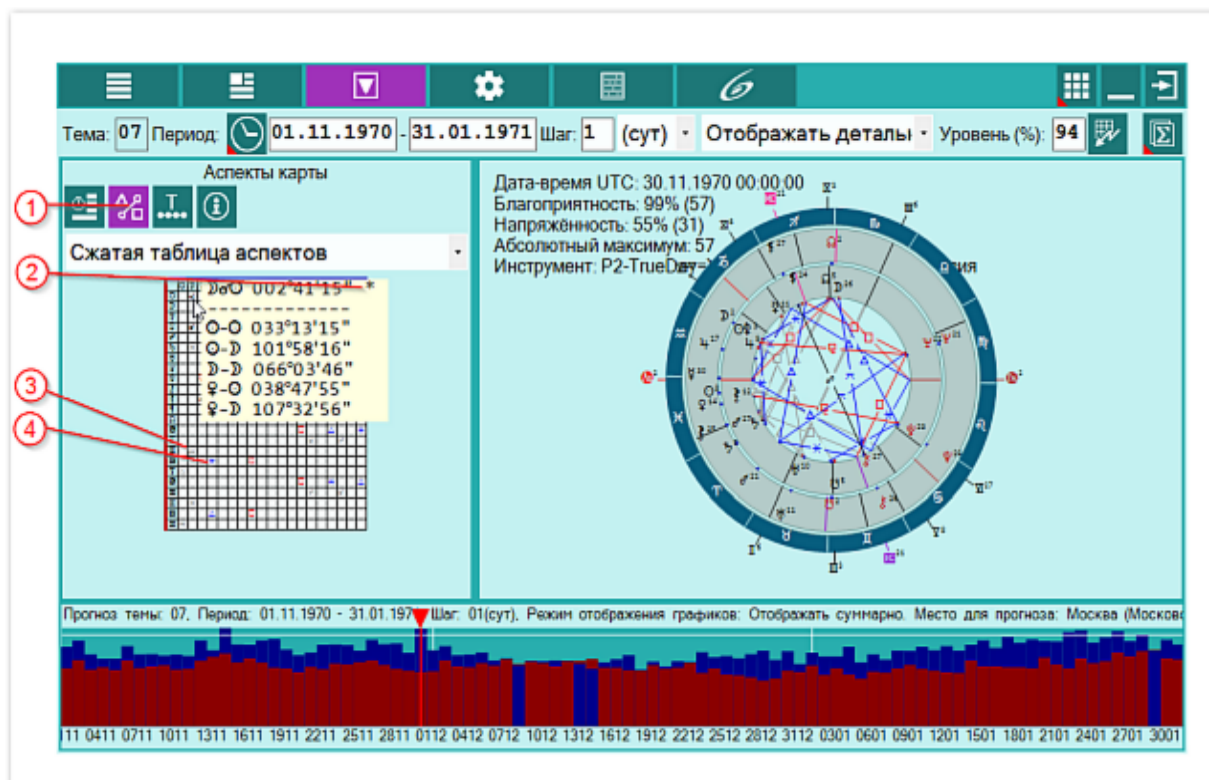 Тема: 07 Период: 01.11.1970 - 31.01.1971 Шаг: 1 (сут) Отображать детальн Уровень (%): 94
Аспекты карты
1
Сжатая таблица аспектов
2
002°41'15" *
033°13'15"
101°58'16"
066°03'46"
038°47'55"
107°32'56"
3
4
Дата-время UTC: 30.11.1970 00:00:00
Благоприятность: 99% (57)
Напряжённость: 55% (31)
Абсолютный максимум: 57
Инструмент: P2-TrueDay
Прогноз темы: 07, Период: 01.11.1970 - 31.01.197 Шаг: 01(сут), Режим отображения графиков: Отображать суммарно. Место для прогноза: Москва (Московс
111 0411 0711 1011 1311 1611 1911 2211 2511 2811 0112 0412 0712 1012 1312 1612 1912 2212 2512 2812 3112 0301 0601 0901 1201 1501 1801 2101 2401 2701 3001